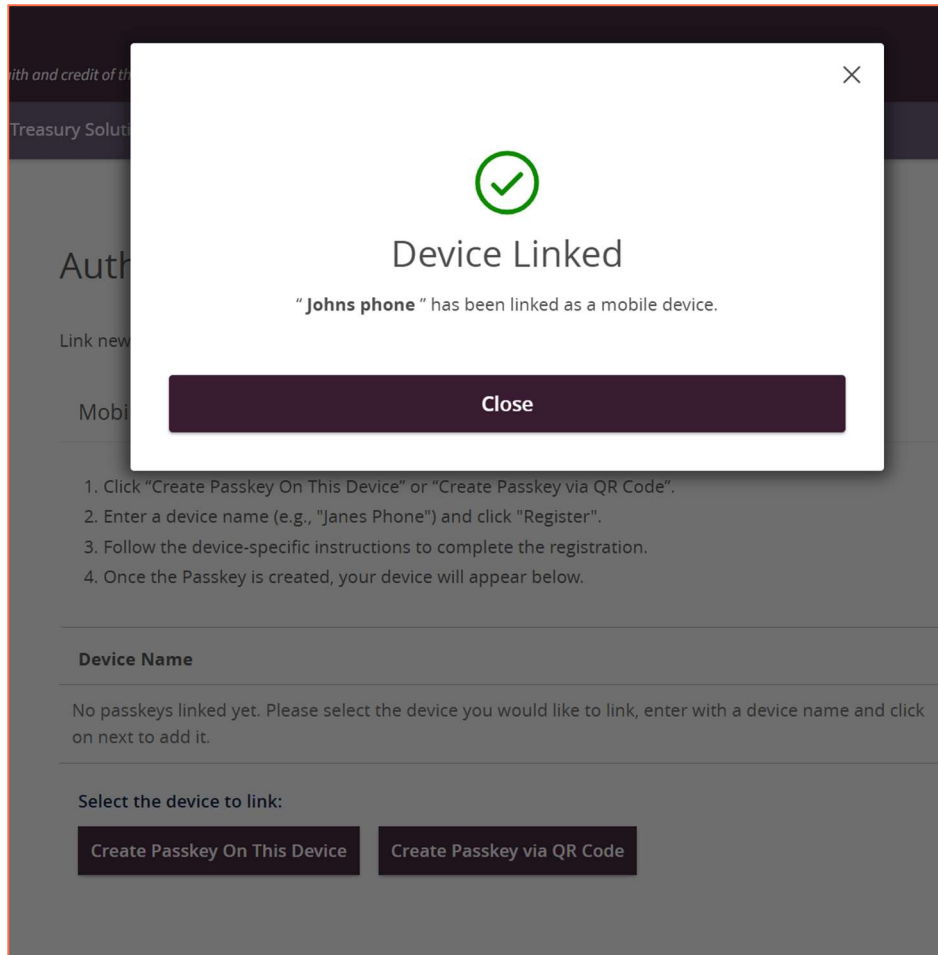 ith and credit of th
Treasury Soluti
Device Linked
“ Johns phone ” has been linked as a mobile device.
Close
Auth
Link new
Mobi
1. Click “Create Passkey On This Device” or “Create Passkey via QR Code”.
2. Enter a device name (e.g., "Janes Phone") and click "Register".
3. Follow the device-specific instructions to complete the registration.
4. Once the Passkey is created, your device will appear below.
Device Name
No passkeys linked yet. Please select the device you would like to link, enter with a device name and click
on next to add it.
Select the device to link:
Create Passkey On This Device
Create Passkey via QR Code